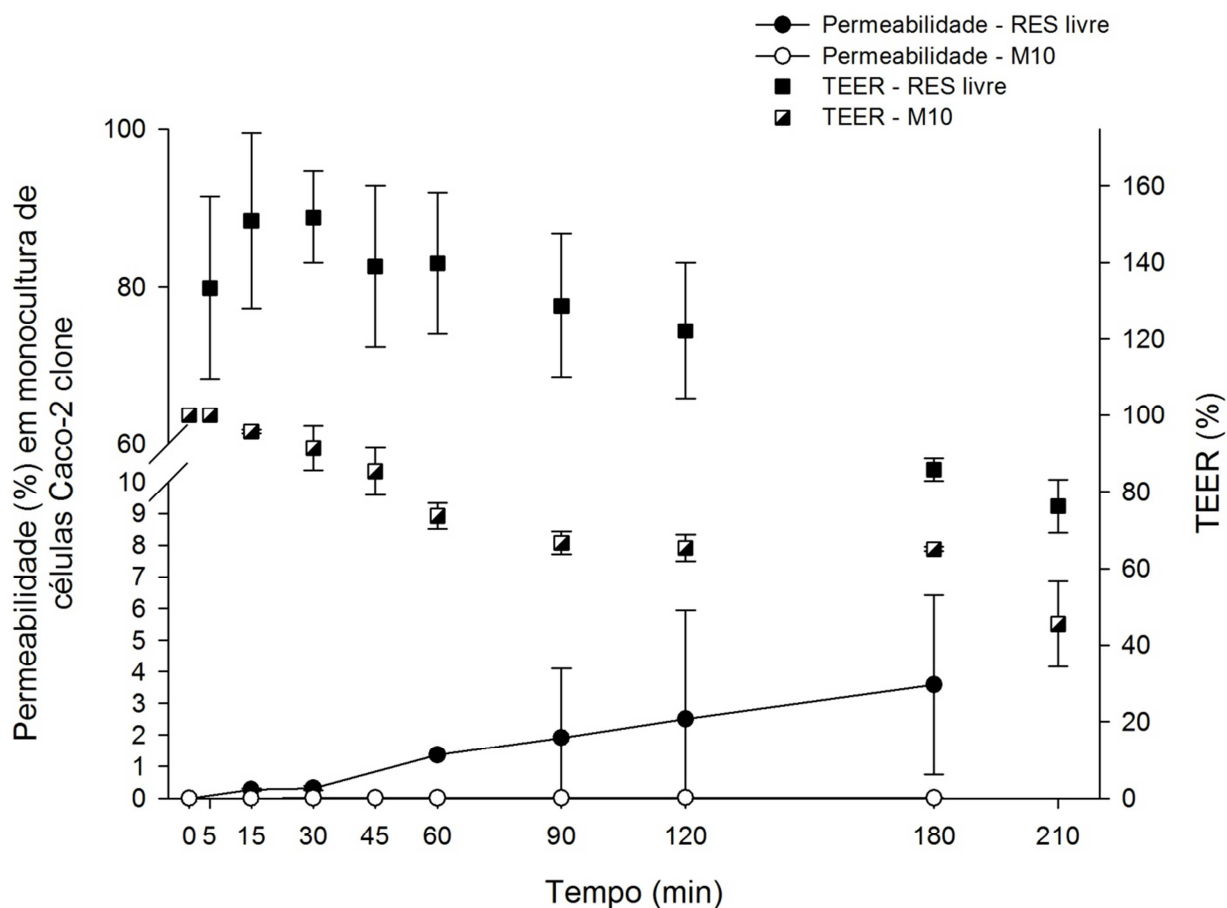 Permeabilidade - RES livre
Permeabilidade - M10
TEER - RES livre
TEER - M10
Permeabilidade (%) em monocultura de
células Caco-2 clone
100
80
60
10
9
8
7
6
5
4
3
2
1
0
160
140
120
100
80
60
40
20
0
TEER (%)
0 5 15 30 45 60 90 120 180 210
Tempo (min)